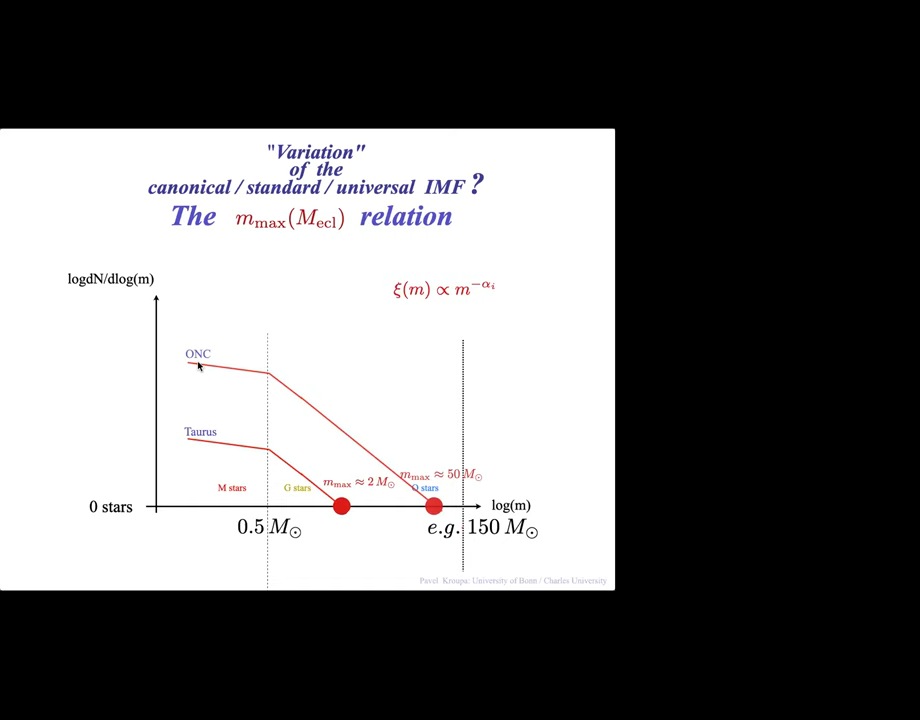 "Variation"
of the
canonical / standard / universal IMF ?
The m_max(M_ecl) relation
logdN/dlog(m)
ξ(m) ∝ m^{-α_i}
ONC
Taurus
m_max ≈ 50 M_⊙
m_max ≈ 2 M_⊙
M stars
G stars
O stars
0 stars
log(m)
0.5 M_⊙
e.g. 150 M_⊙
Pavel Kroupa: University of Bonn / Charles University